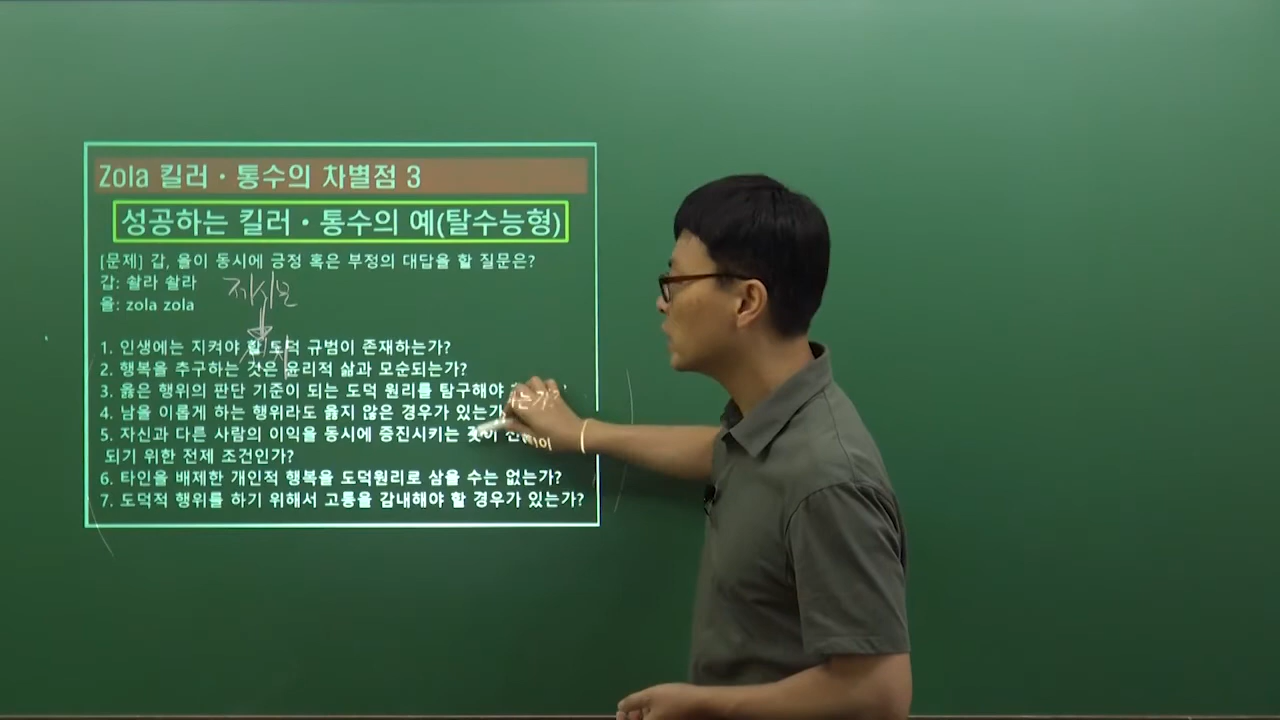 Zola 킬러・통수의 차별점 3
성공하는 킬러・통수의 예(탈수능형)
[문제] 갑, 을이 동시에 긍정 혹은 부정의 대답을 할 질문은?
갑: 솰라 솰라
을: zola zola
제시문
1. 인생에는 지켜야 할 도덕 규범이 존재하는가?
2. 행복을 추구하는 것은 윤리적 삶과 모순되는가?
3. 옳은 행위의 판단 기준이 되는 도덕 원리를 탐구해야 하는가?
4. 남을 이롭게 하는 행위라도 옳지 않은 경우가 있는가
5. 자신과 다른 사람의 이익을 동시에 증진시키는 것이
되기 위한 전제 조건인가?
6. 타인을 배제한 개인적 행복을 도덕원리로 삼을 수는 없는가?
7. 도덕적 행위를 하기 위해서 고통을 감내해야 할 경우가 있는가?